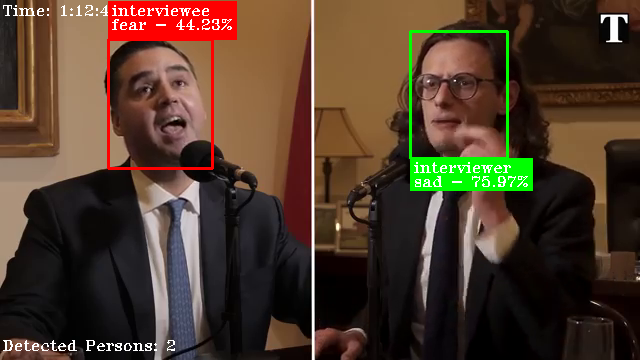 Time: 1:12:4
interviewee
fear - 44.23%
T
interviewer
sad - 75.97%
Detected Persons: 2